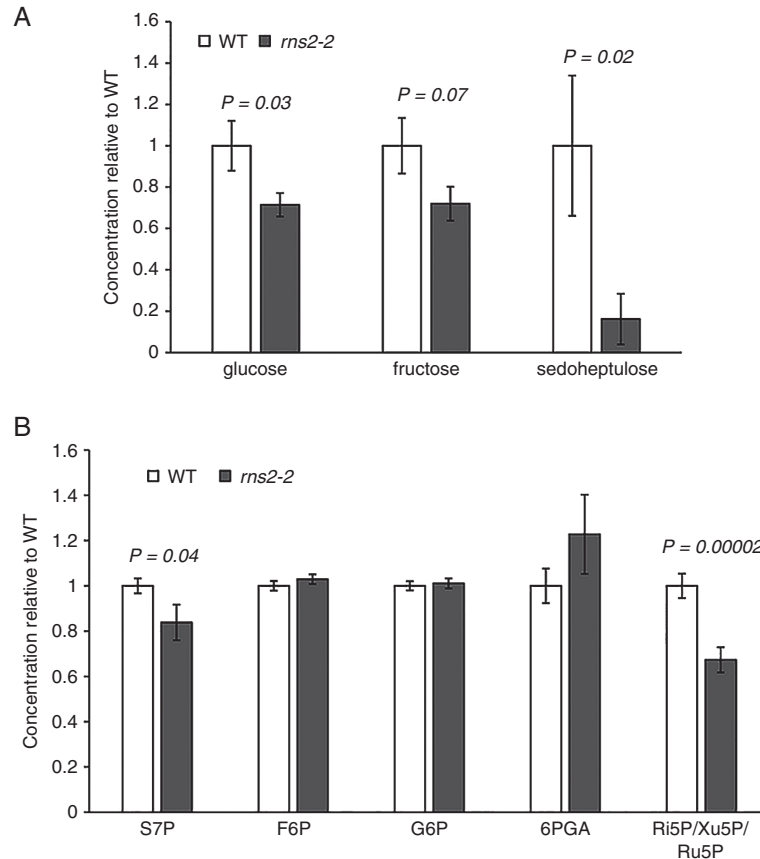 A
1.6
1.4
1.2
1
0.8
0.6
0.4
0.2
0
Concentration relative to WT
WT rns2-2
P = 0.03
P = 0.07
P = 0.02
glucose fructose sedoheptulose
B
1.6
1.4
1.2
1
0.8
0.6
0.4
0.2
0
Concentration relative to WT
WT rns2-2
P = 0.04
P = 0.00002
S7P F6P G6P 6PGA Ri5P/Xu5P/
Ru5P